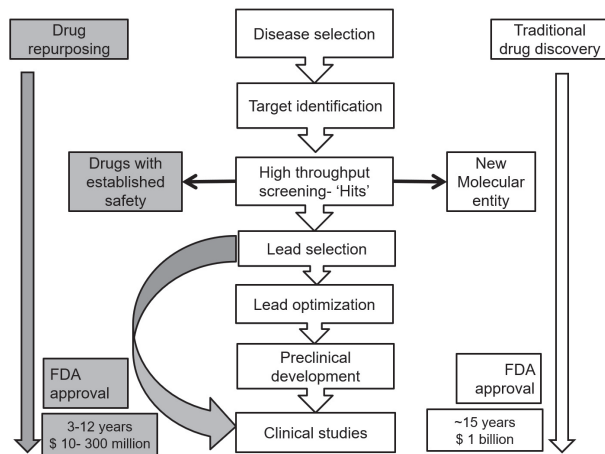 Drug
repurposing
Disease selection
Traditional
drug discovery
Target identification
Drugs with
established
safety
High throughput
screening- ‘Hits’
New
Molecular
entity
Lead selection
Lead optimization
Preclinical
development
FDA
approval
FDA
approval
3-12 years
$ 10- 300 million
Clinical studies
~15 years
$ 1 billion